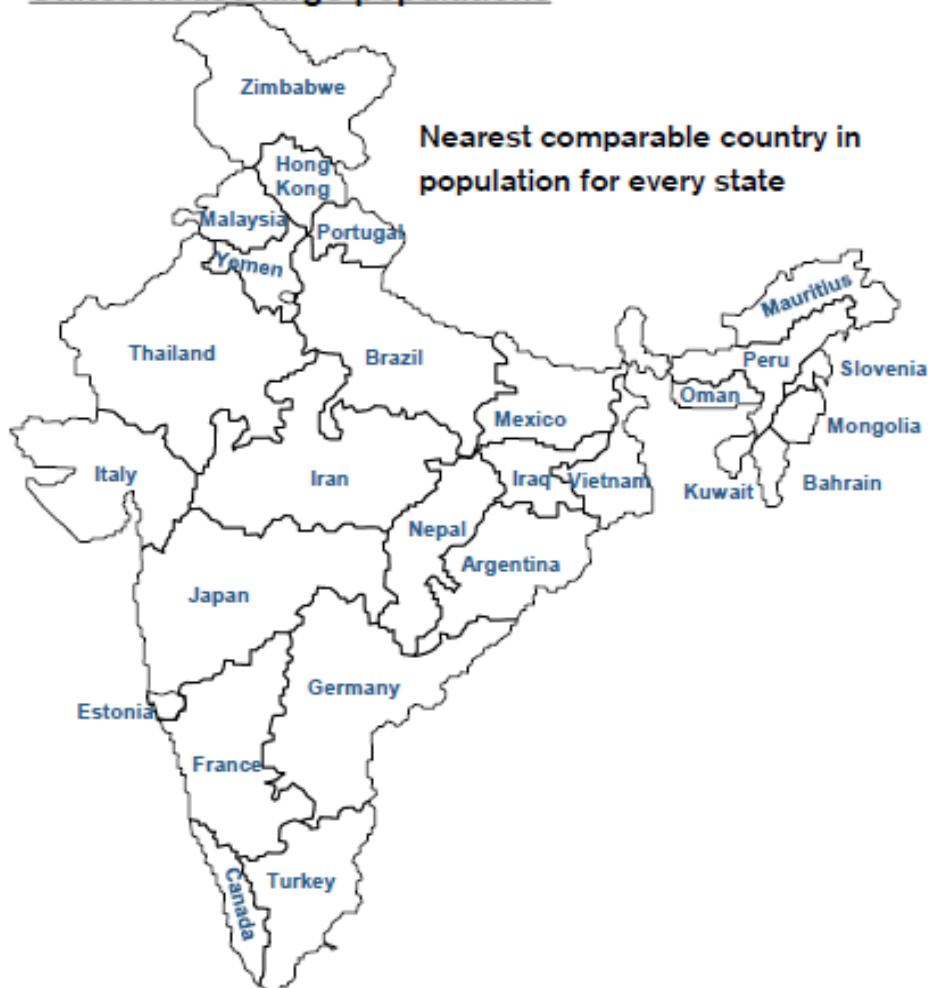 Zimbabwe
Nearest comparable country in
population for every state
Hong
Kong
Malaysia
Portugal
Yemen
Mauritius
Thailand
Brazil
Peru
Slovenia
Oman
Mexico
Mongolia
Italy
Iran
Iraq
Vietnam
Kuwait
Bahrain
Nepal
Argentina
Japan
Germany
Estonia
France
Canada
Turkey